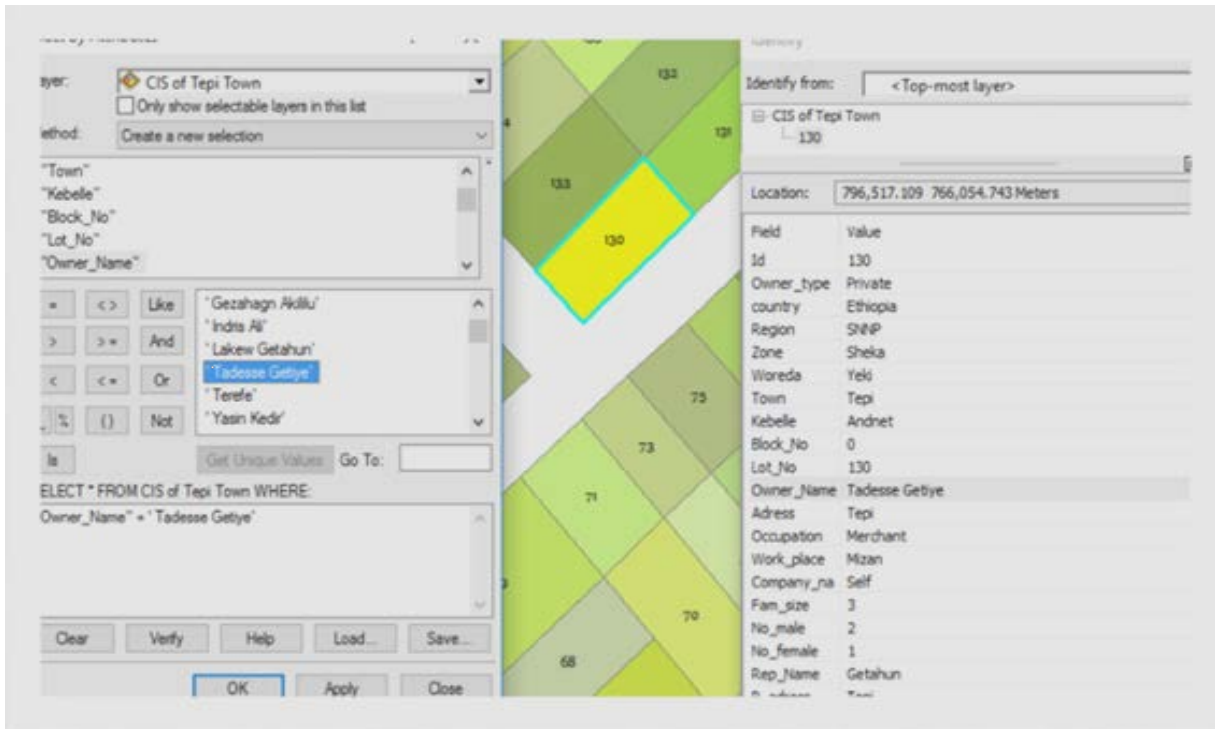 ayer:
CIS of Tepi Town
Only show selectable layers in this list
ethod:
Create a new selection
"Town"
"Kebelle"
"Block_No"
"Lot_No"
"Owner_Name"
= <> Like
> >= And
< <= Or
_ % () Not
Is
'Gezahagn Aklilu'
'Indris Ali'
'Lakew Getahun'
'Tadesse Getiye'
'Terefe'
'Yasin Kedir'
Get Unique Values Go To:
ELECT * FROM CIS of Tepi Town WHERE:
Owner_Name" = ' Tadesse Getiye'
Clear Verify Help Load... Save...
OK Apply Close
132
131
133
130
75
73
71
70
68
Identify from: <Top-most layer>
CIS of Tepi Town
130
Location: 796,517.109 766,054.743 Meters
Field Value
Id 130
Owner_type Private
country Ethiopia
Region SNNP
Zone Sheka
Woreda Yeki
Town Tepi
Kebelle Andnet
Block_No 0
Lot_No 130
Owner_Name Tadesse Getiye
Adress Tepi
Occupation Merchant
Work_place Mizan
Company_na Self
Fam_size 3
No_male 2
No_female 1
Rep_Name Getahun